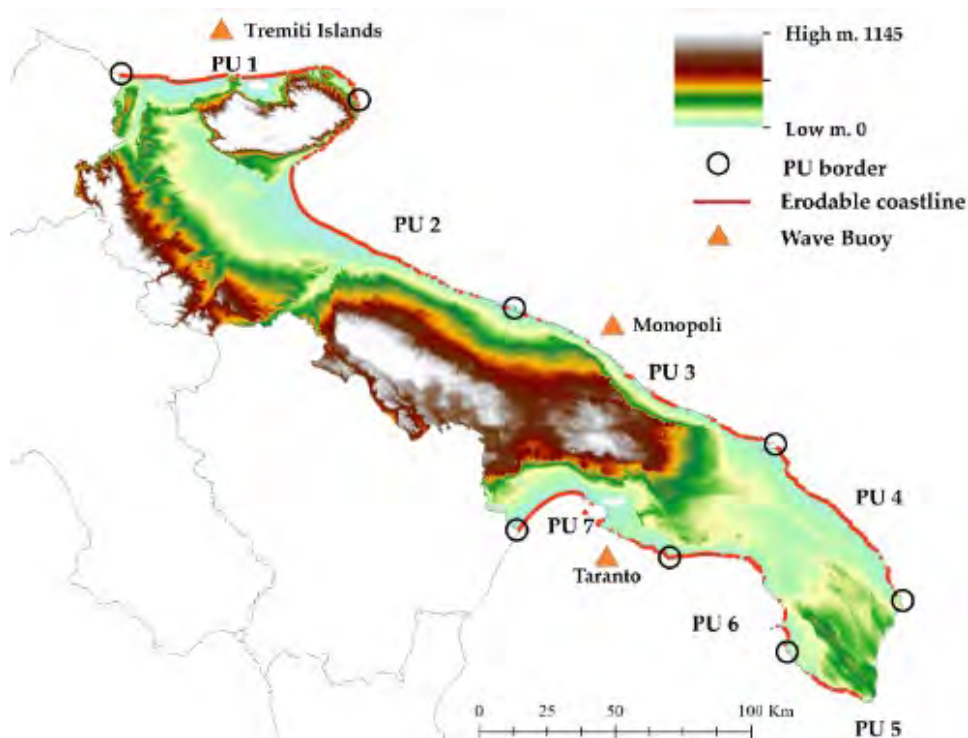 Tremiti Islands
PU 1
High m. 1145
Low m. 0
PU border
Erodable coastline
Wave Buoy
PU 2
Monopoli
PU 3
PU 4
PU 7
Taranto
PU 6
0 25 50 100 Km
PU 5